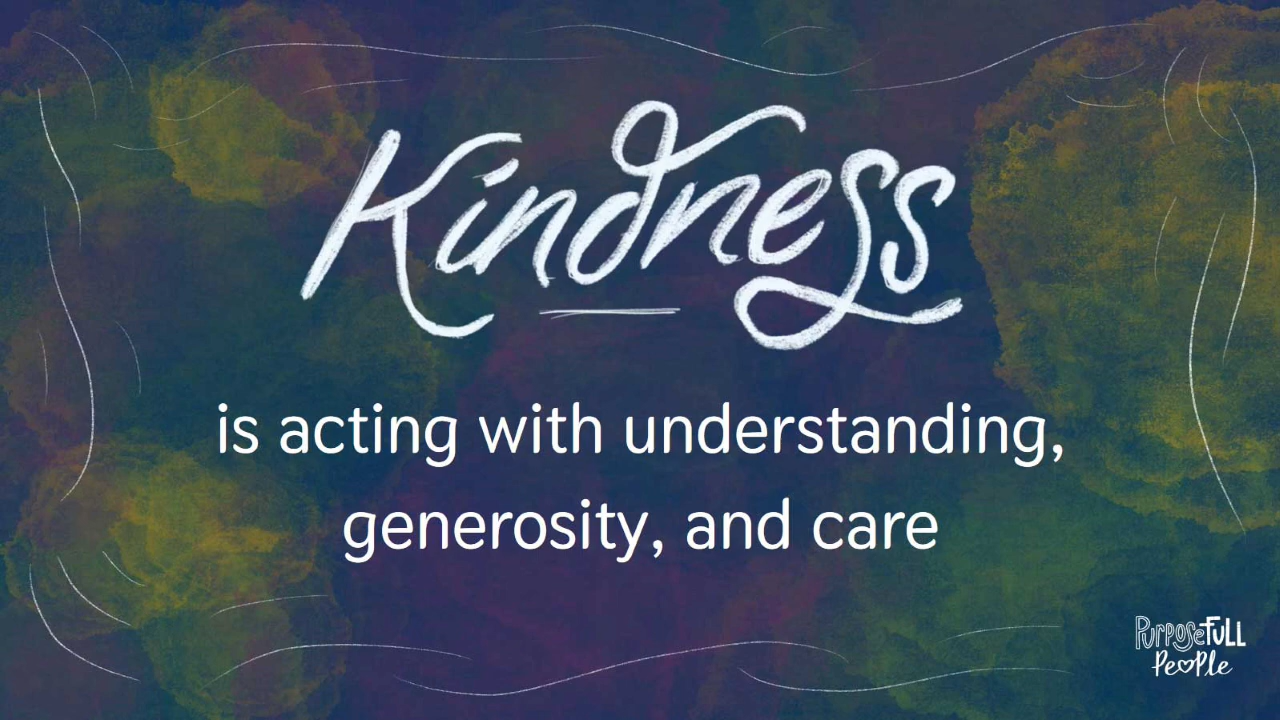 Kindness
is acting with understanding,
generosity, and care
PurposeFULL
PeoPle